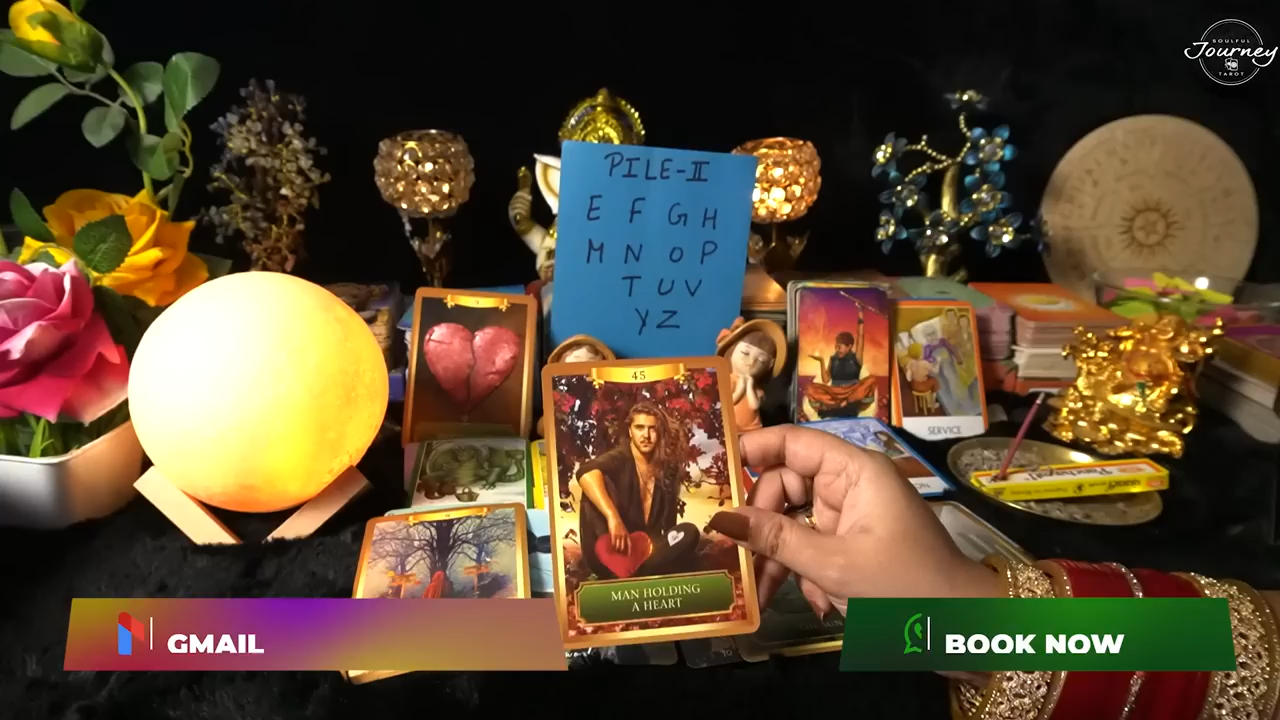 SOULFUL
Journey
TAROT
PILE-II
E F G H
M N O P
T U V
Y Z
45
MAN HOLDING
A HEART
SERVICE
GMAIL
BOOK NOW